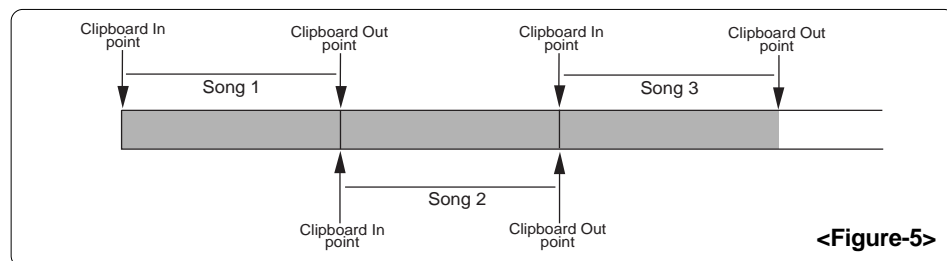 Clipboard In
point
Clipboard Out
point
Clipboard In
point
Clipboard Out
point
Song 1
Song 3
Song 2
Clipboard In
point
Clipboard Out
point
<Figure-5>